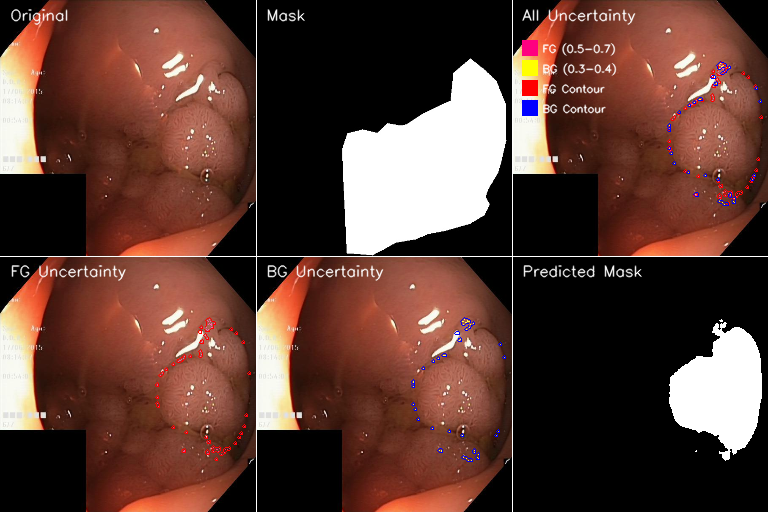 Original
Mask
All Uncertainty
FG (0.5-0.7)
BG (0.3-0.4)
FG Contour
BG Contour
FG Uncertainty
BG Uncertainty
Predicted Mask